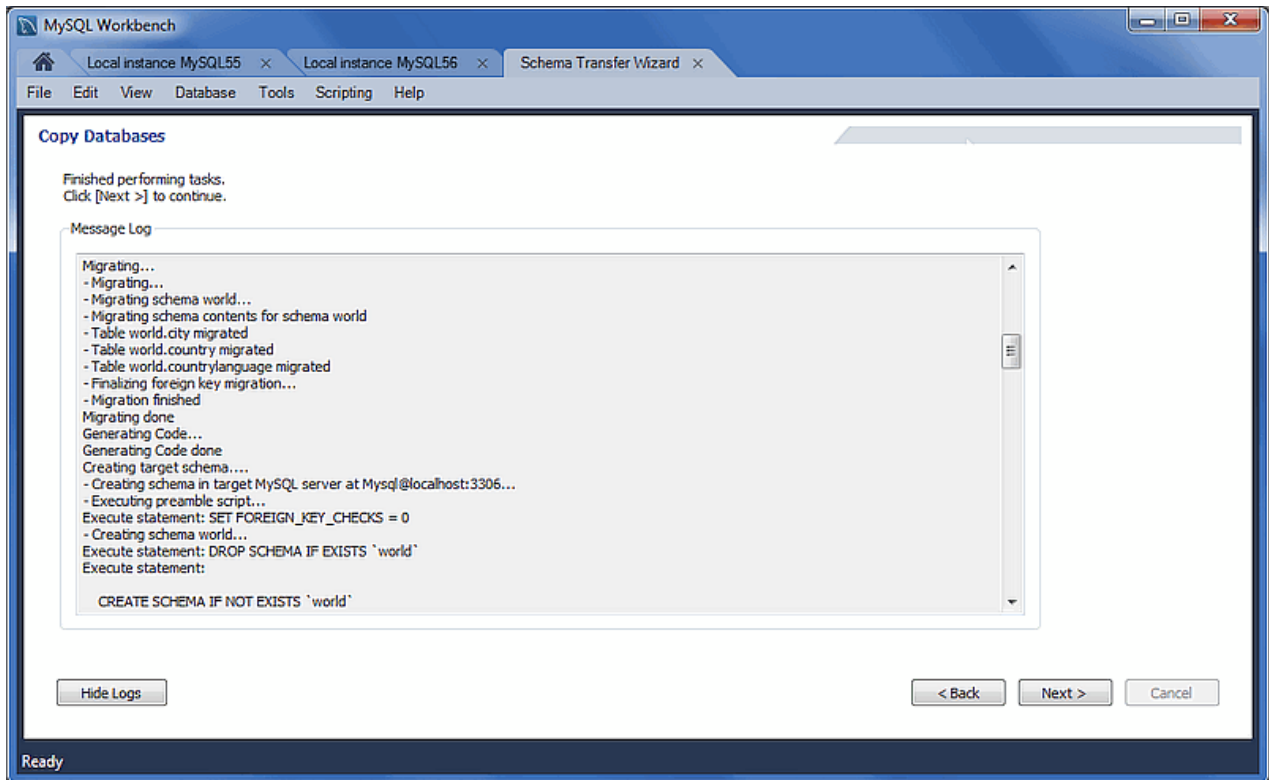 MySQL Workbench
Local instance MySQL55 × Local instance MySQL56 × Schema Transfer Wizard ×
File Edit View Database Tools Scripting Help
Copy Databases
Finished performing tasks.
Click [Next >] to continue.
Message Log
Migrating...
- Migrating...
- Migrating schema world...
- Migrating schema contents for schema world
- Table world.city migrated
- Table world.country migrated
- Table world.countrylanguage migrated
- Finalizing foreign key migration...
- Migration finished
Migrating done
Generating Code...
Generating Code done
Creating target schema....
- Creating schema in target MySQL server at Mysql@localhost:3306...
- Executing preamble script...
Execute statement: SET FOREIGN_KEY_CHECKS = 0
- Creating schema world...
Execute statement: DROP SCHEMA IF EXISTS `world`
Execute statement:
CREATE SCHEMA IF NOT EXISTS `world`
Hide Logs < Back Next > Cancel
Ready